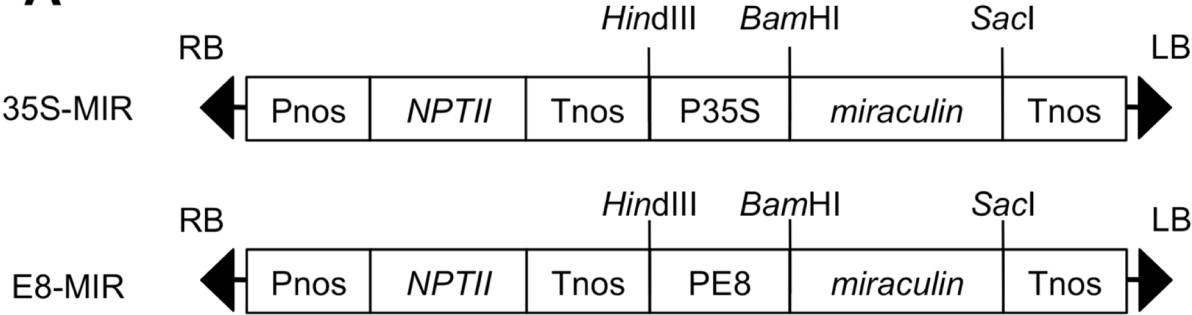 A
HindIII BamHI SacI
RB LB
35S-MIR Pnos NPTII Tnos P35S miraculin Tnos
HindIII BamHI SacI
RB LB
E8-MIR Pnos NPTII Tnos PE8 miraculin Tnos